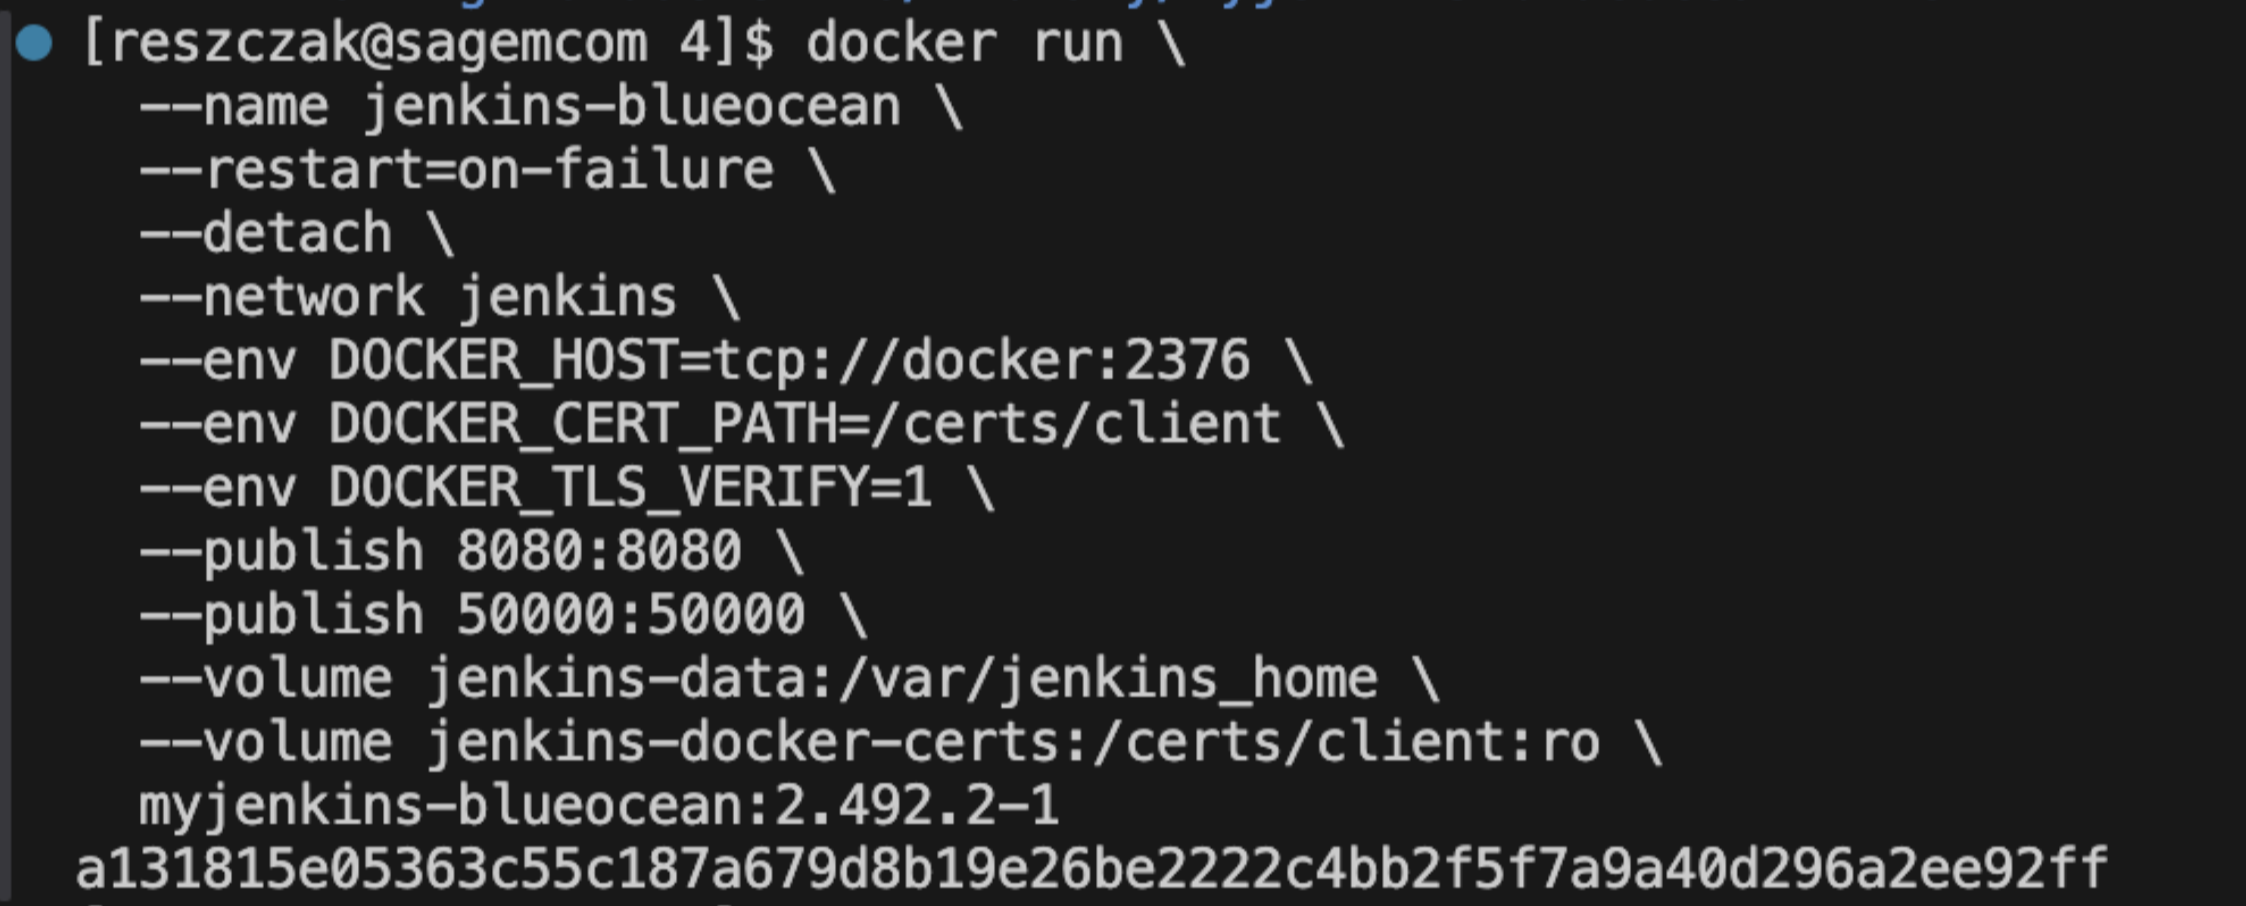 [reszczak@sagemcom 4]$ docker run \
  --name jenkins-blueocean \
  --restart=on-failure \
  --detach \
  --network jenkins \
  --env DOCKER_HOST=tcp://docker:2376 \
  --env DOCKER_CERT_PATH=/certs/client \
  --env DOCKER_TLS_VERIFY=1 \
  --publish 8080:8080 \
  --publish 50000:50000 \
  --volume jenkins-data:/var/jenkins_home \
  --volume jenkins-docker-certs:/certs/client:ro \
  myjenkins-blueocean:2.492.2-1
a131815e05363c55c187a679d8b19e26be2222c4bb2f5f7a9a40d296a2ee92ff